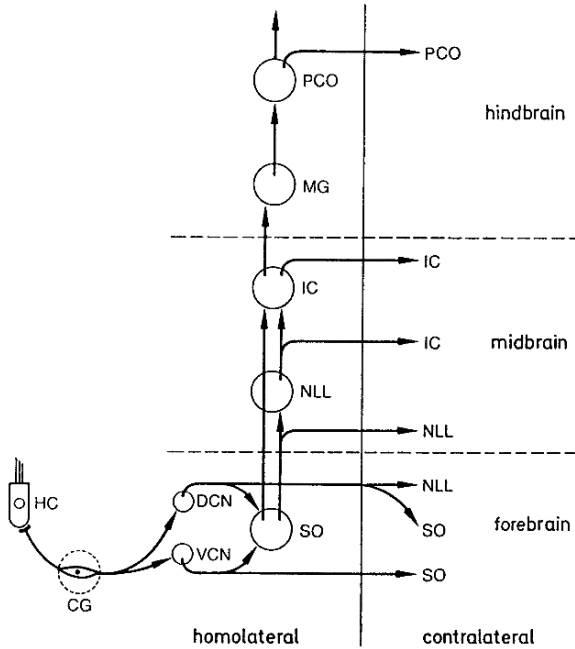 PCO
PCO
hindbrain
MG
IC
IC
IC
midbrain
NLL
NLL
HC
DCN
NLL
SO
SO
forebrain
VCN
SO
CG
homolateral
contralateral